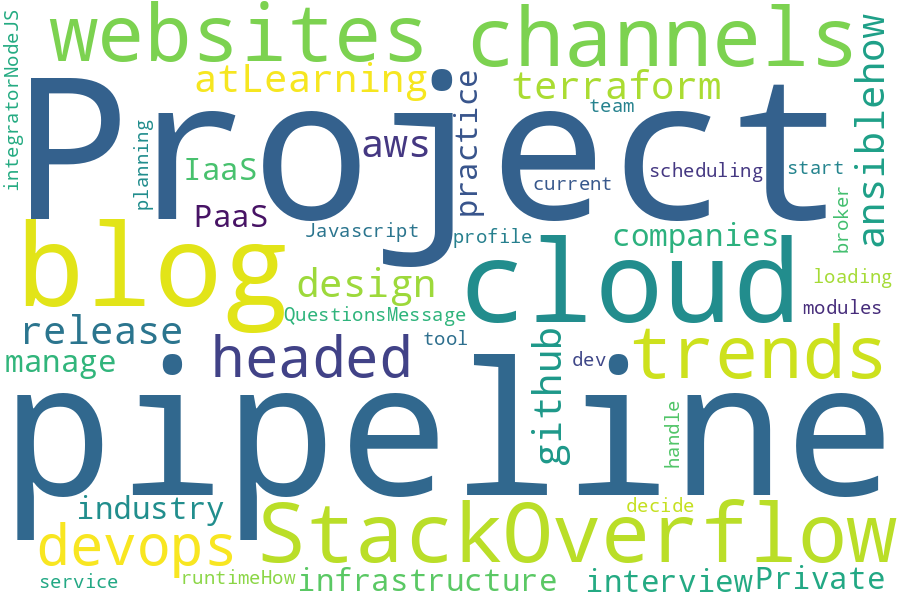 websites
channels
integratorNodeJS
atLearning
terraform
ansiblehow
Project
practice
team
planning
aws
IaaS
scheduling
start
current
PaaS
broker
Javascript
profile
companies
blog
cloud
loading
design
QuestionsMessage
modules
release
headed
tool
github
trends
manage
dev
pipeline
handle
industry
StackOverflow
decide
devops
service
runtimeHow
infrastructure
interview
Private